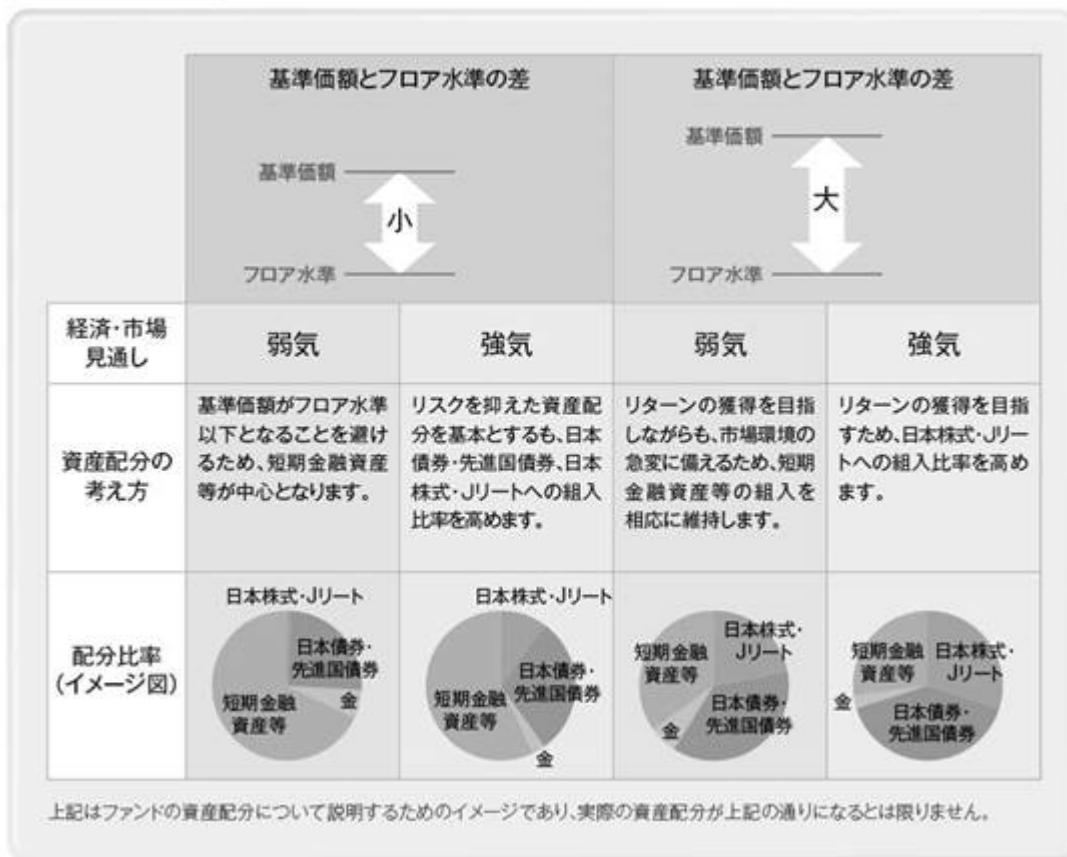 基準価額とフロア水準の差
基準価額
小
フロア水準
基準価額とフロア水準の差
基準価額
大
フロア水準
経済・市場
見通し
弱気
強気
弱気
強気
資産配分の
考え方
基準価額がフロア水準
以下となることを避け
るため、短期金融資産
等が中心となります。
リスクを抑えた資産配
分を基本とするも、日本
債券・先進国債券、日本
株式・Jリートへの組入
比率を高めます。
リターンの獲得を目指
しながらも、市場環境の
急変に備えるため、短期
金融資産等の組入を
相応に維持します。
リターンの獲得を目指
すため、日本株式・Jリー
トへの組入比率を高め
ます。
配分比率
（イメージ図）
日本株式・Jリート
日本債券・
先進国債券
金
短期金融
資産等
日本株式・Jリート
日本債券・
先進国債券
短期金融
資産等
金
日本株式・
Jリート
短期金融
資産等
日本債券・
先進国債券
金
短期金融
資産等
日本株式・
Jリート
金
日本債券・
先進国債券
上記はファンドの資産配分について説明するためのイメージであり、実際の資産配分が上記の通りになるとは限りません。